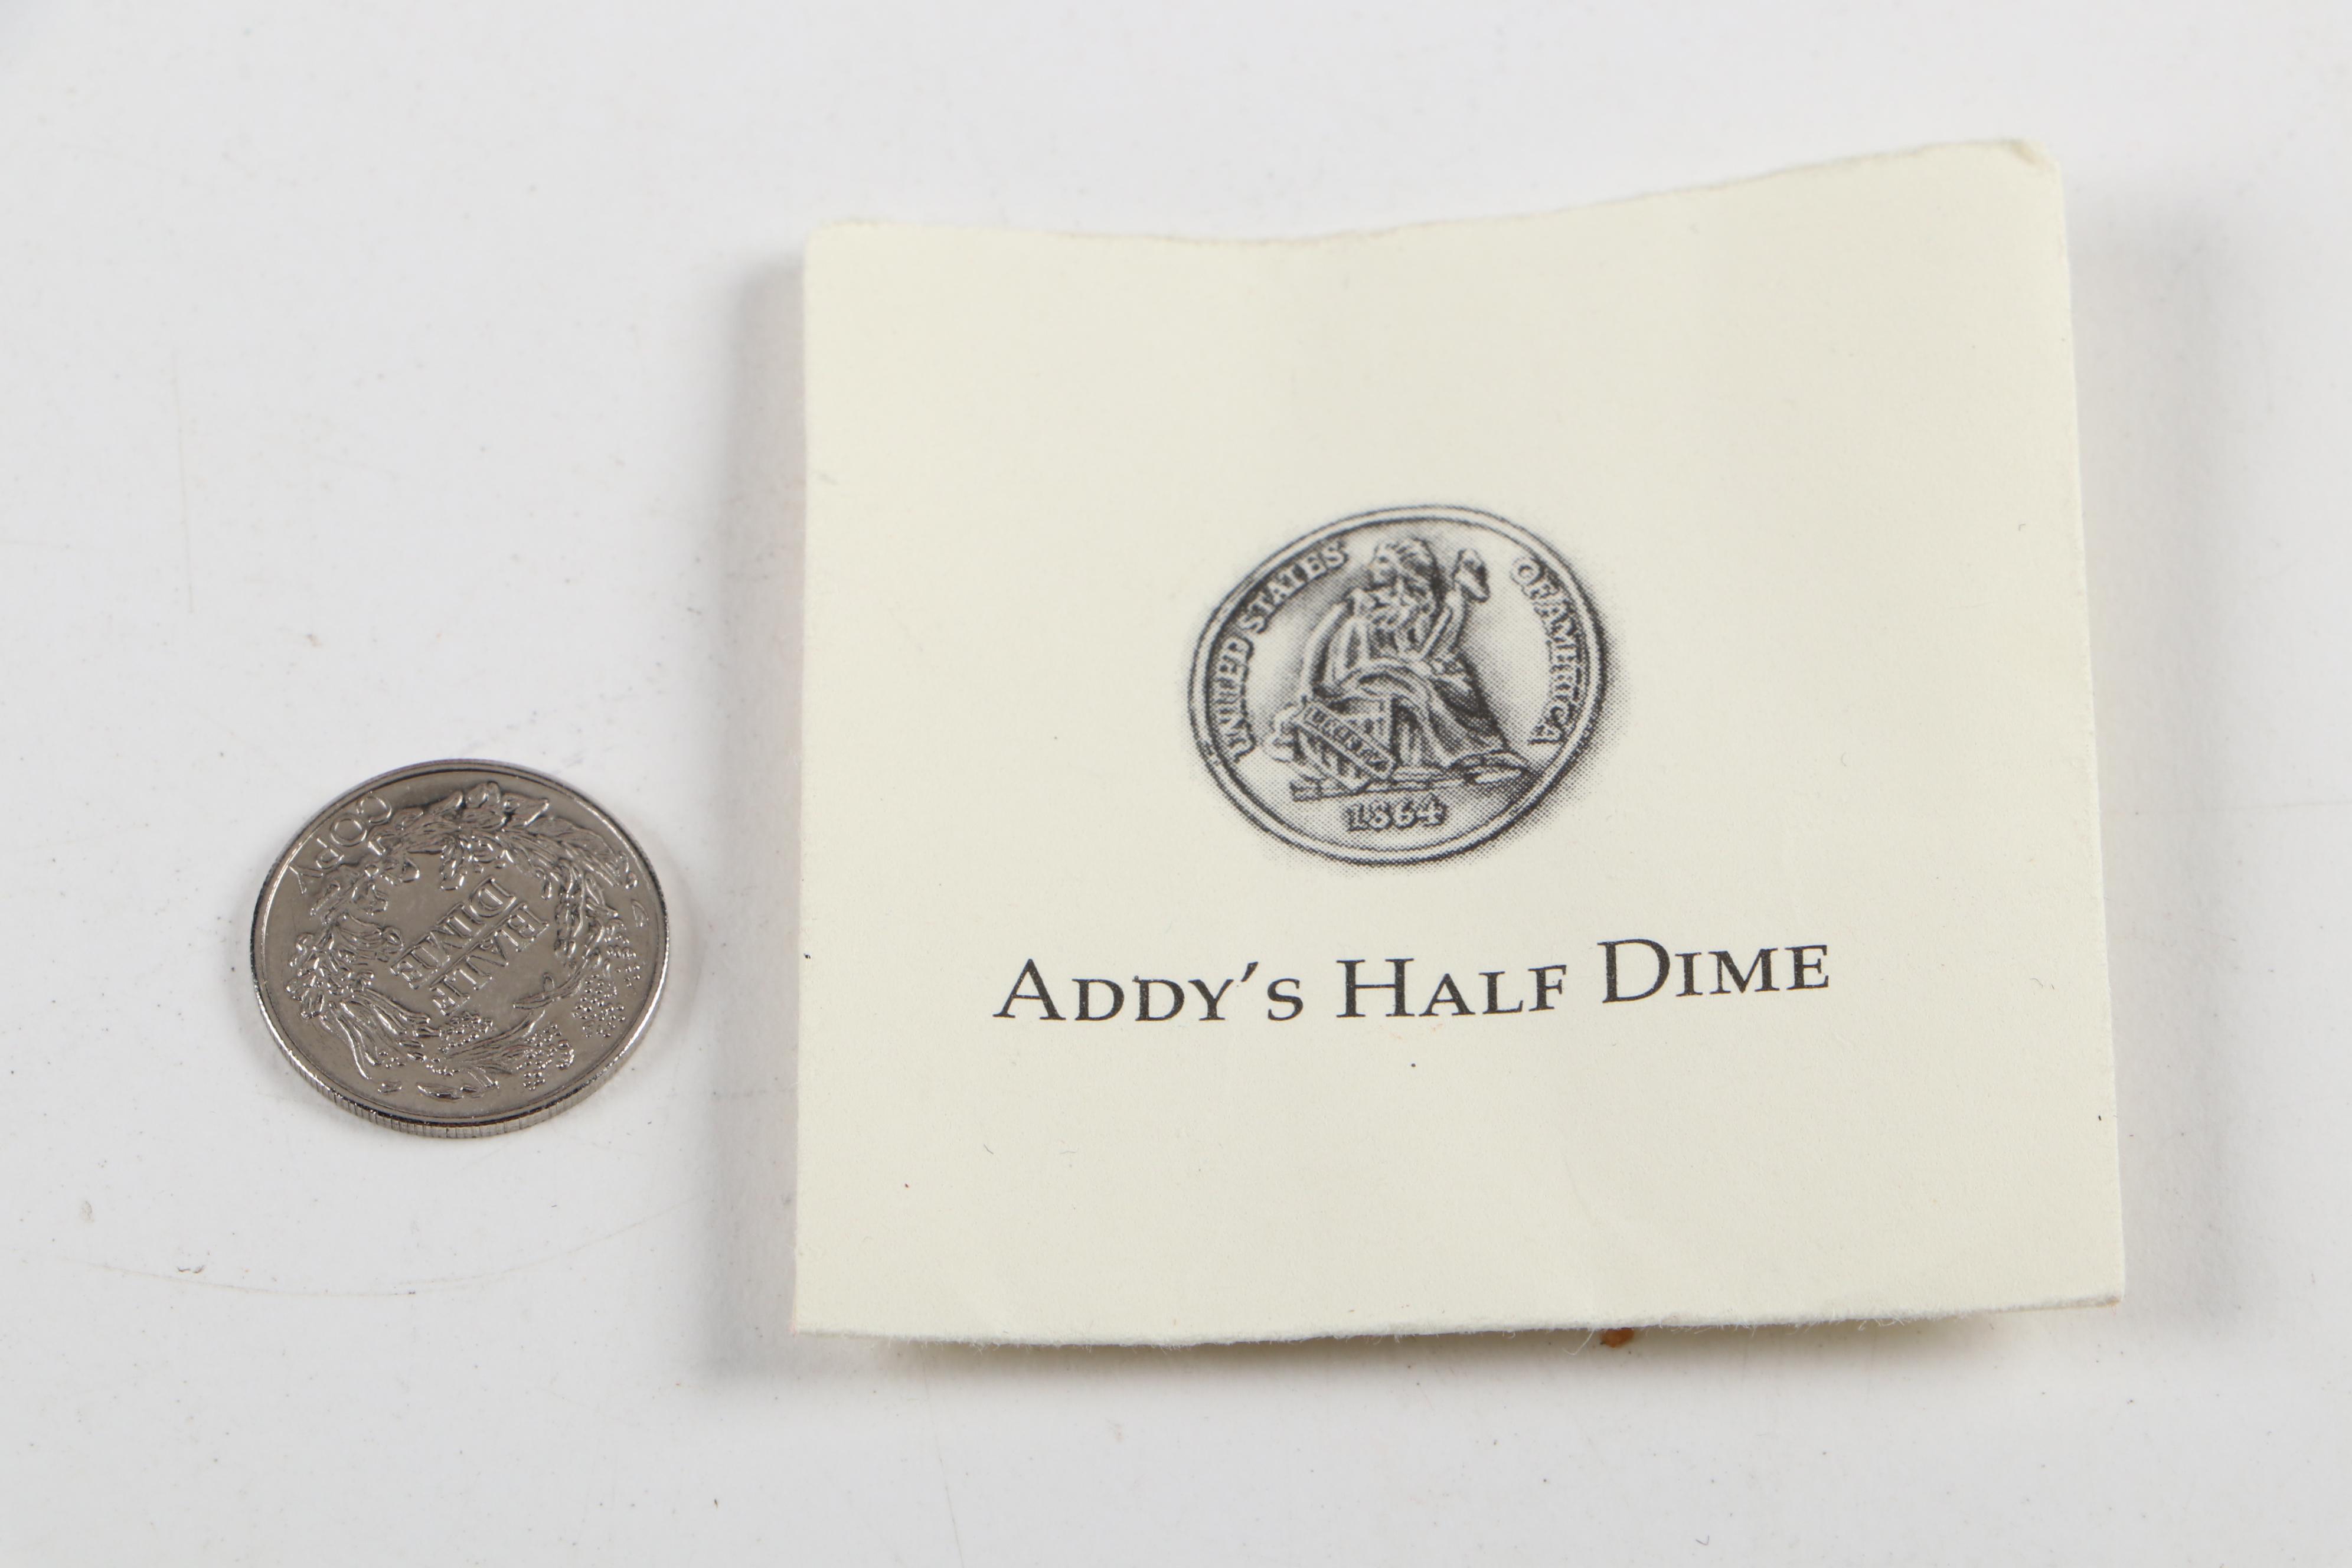 COPY
HALF
DIME
UNITED STATES OF AMERICA
LIBERTY
1864
ADDY'S HALF DIME